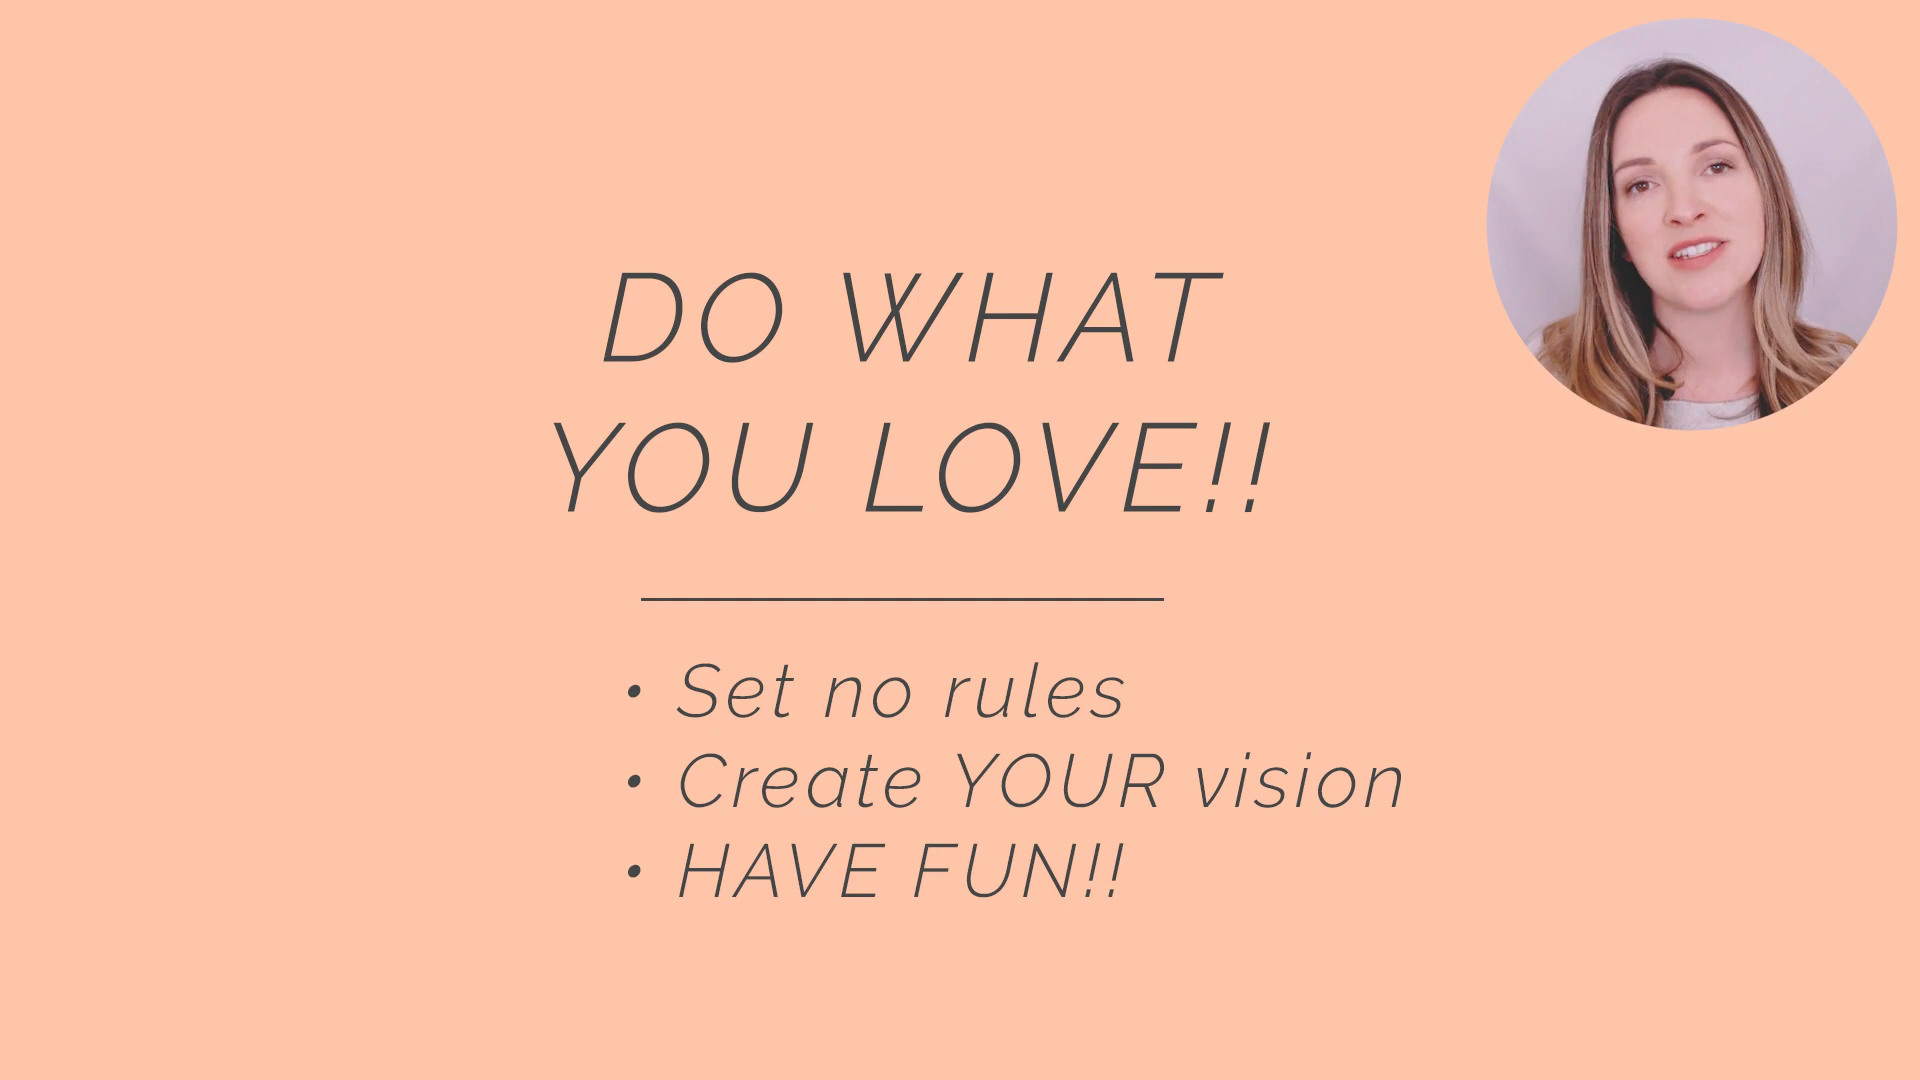 DO WHAT
YOU LOVE!!
• Set no rules
• Create YOUR vision
• HAVE FUN!!